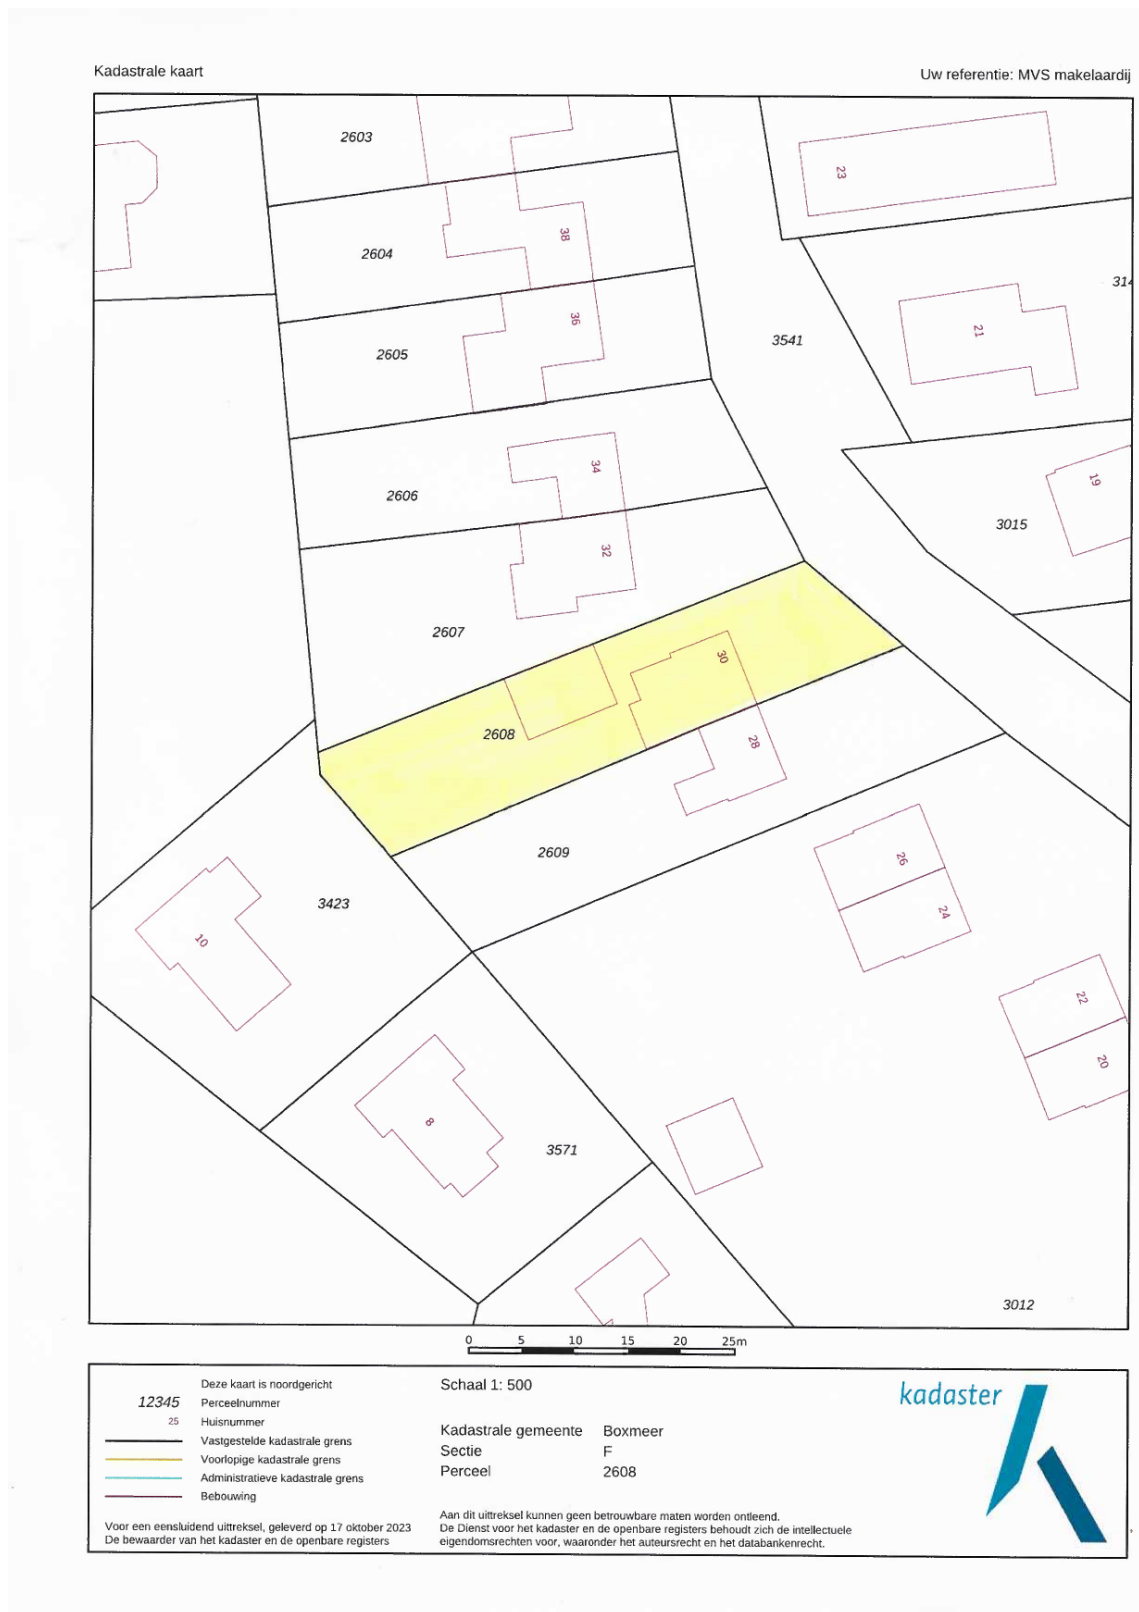 Kadastrale kaart
Uw referentie: MVS makelaardij
2603
23
38
2604
314
36
21
2605
3541
34
19
2606
3015
32
2607
30
2608
28
2609
26
3423
24
10
22
20
8
3571
3012
0 5 10 15 20 25m
Deze kaart is noordgericht
12345 Perceelnummer
25 Huisnummer
Vastgestelde kadastrale grens
Voorlopige kadastrale grens
Administratieve kadastrale grens
Bebouwing
Voor een eensluidend uittreksel, geleverd op 17 oktober 2023
De bewaarder van het kadaster en de openbare registers
Schaal 1: 500
Kadastrale gemeente Boxmeer
Sectie F
Perceel 2608
Aan dit uittreksel kunnen geen betrouwbare maten worden ontleend.
De Dienst voor het kadaster en de openbare registers behoudt zich de intellectuele
eigendomsrechten voor, waaronder het auteursrecht en het databankenrecht.
kadaster